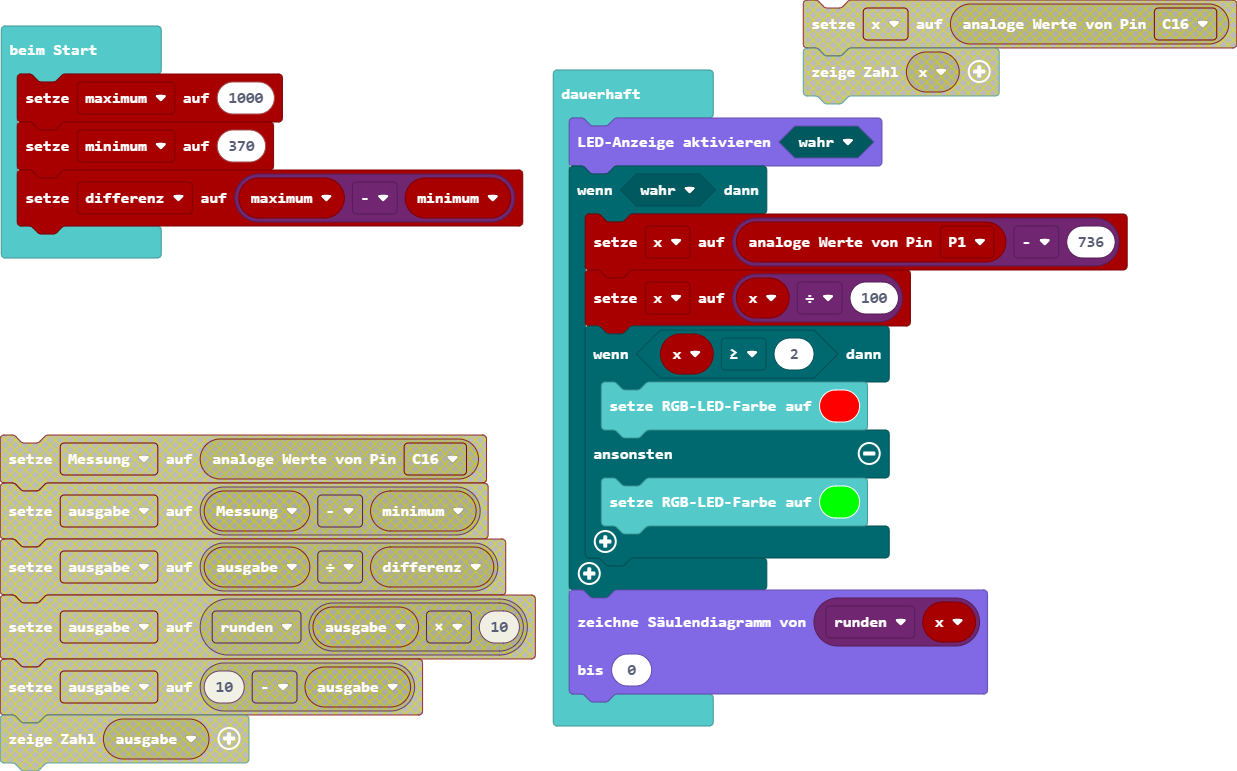 beim Start
setze maximum auf 1000
setze minimum auf 370
setze differenz auf maximum - minimum
setze x auf analoge Werte von Pin C16
zeige Zahl x
dauerhaft
LED-Anzeige aktivieren wahr
wenn wahr dann
setze x auf analoge Werte von Pin P1 - 736
setze x auf x ÷ 100
wenn x ≥ 2 dann
setze RGB-LED-Farbe auf
ansonsten
setze RGB-LED-Farbe auf
zeichne Säulendiagramm von runden x
bis 0
setze Messung auf analoge Werte von Pin C16
setze ausgabe auf Messung - minimum
setze ausgabe auf ausgabe ÷ differenz
setze ausgabe auf runden ausgabe × 10
setze ausgabe auf 10 - ausgabe
zeige Zahl ausgabe